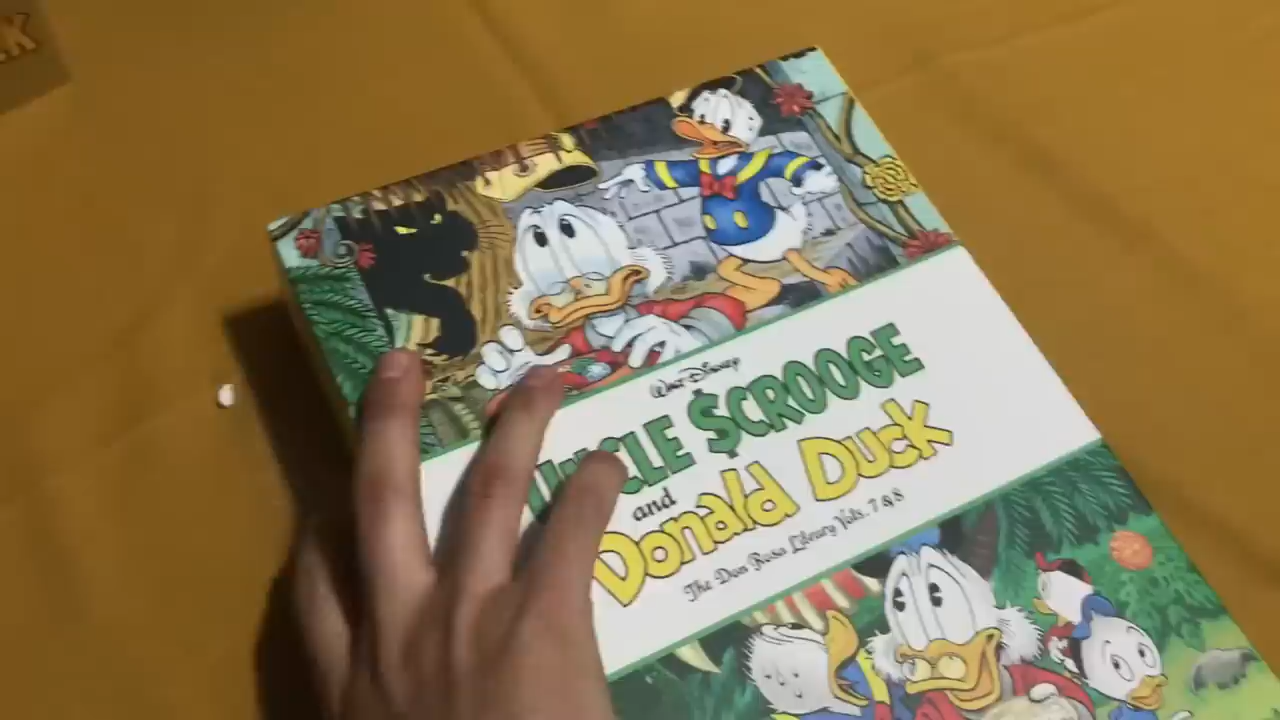 Walt Disney
UNCLE $CROOGE
and
Donald Duck
The Don Rosa Library Vols. 7 & 8